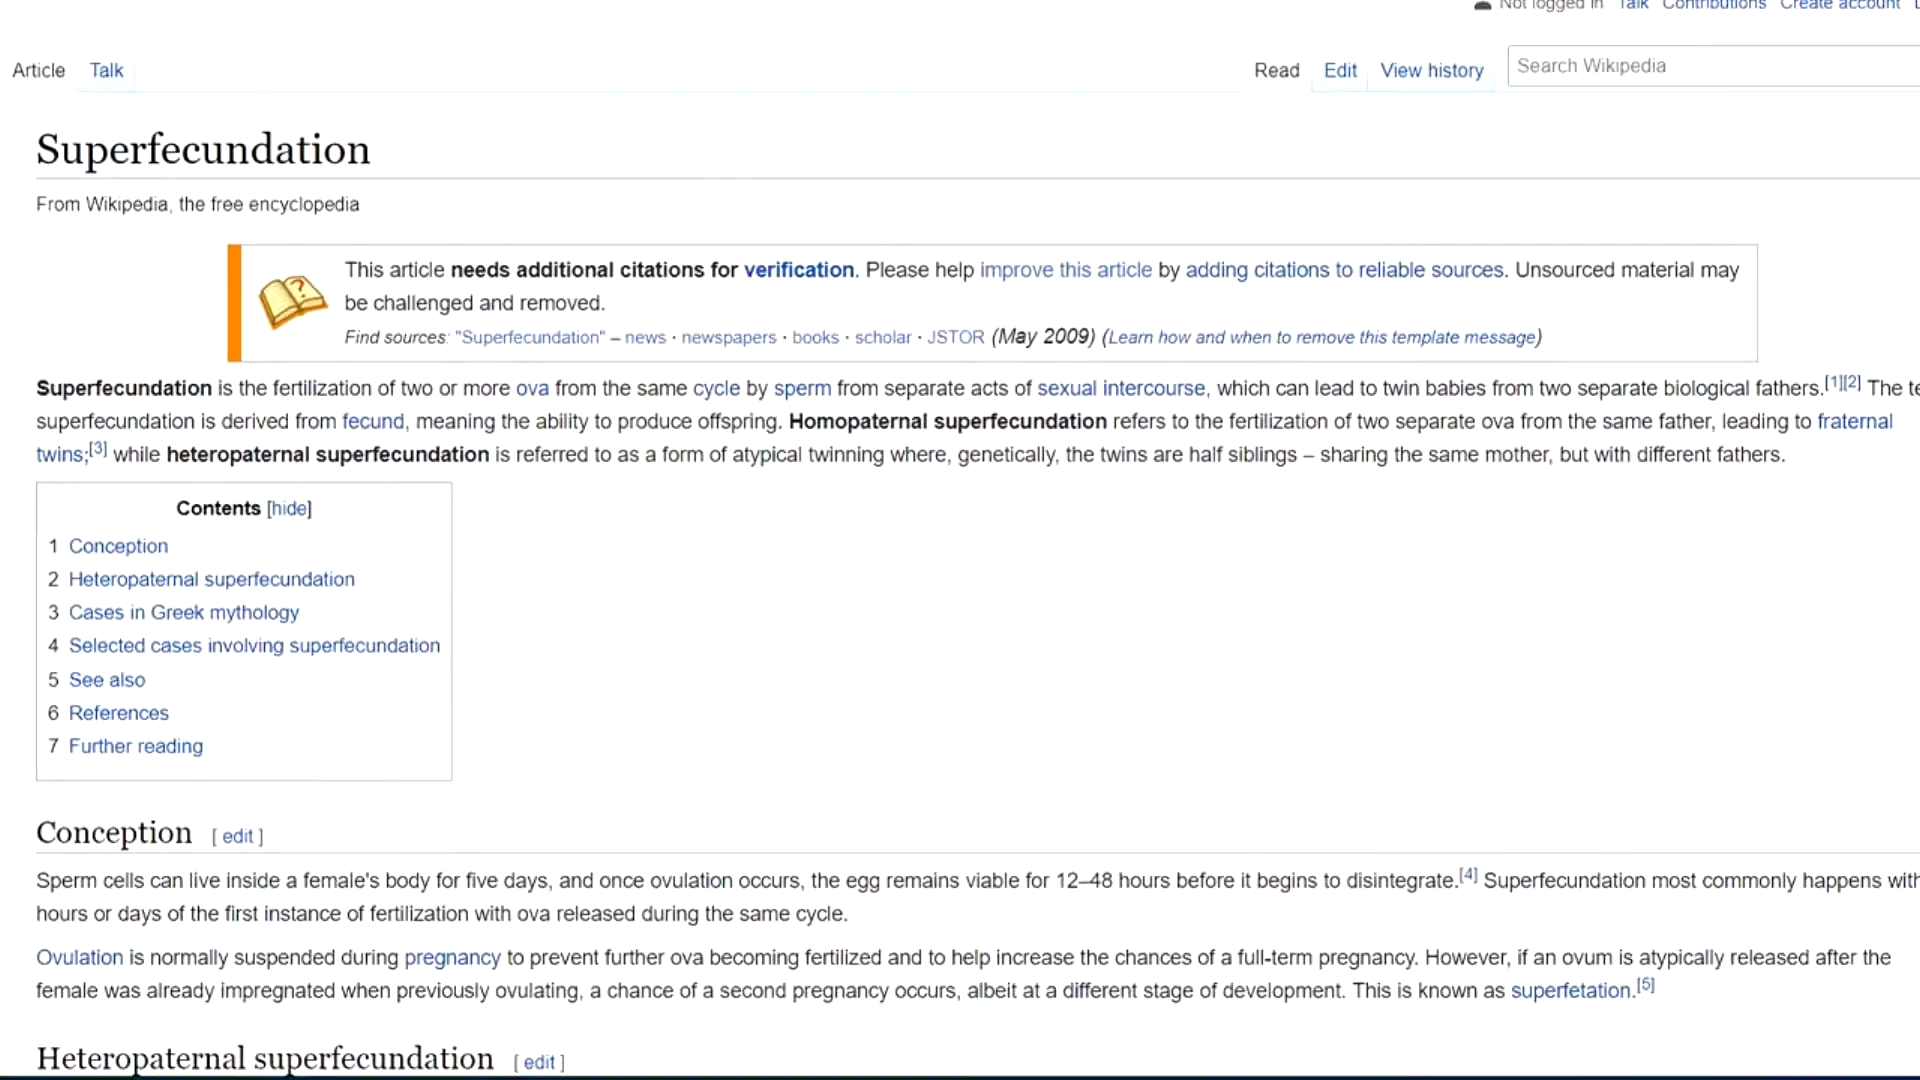 Not logged in Talk Contributions Create account
Article Talk Read Edit View history Search Wikipedia
Superfecundation
From Wikipedia, the free encyclopedia
This article needs additional citations for verification. Please help improve this article by adding citations to reliable sources. Unsourced material may
be challenged and removed.
Find sources: "Superfecundation" – news · newspapers · books · scholar · JSTOR (May 2009) (Learn how and when to remove this template message)
Superfecundation is the fertilization of two or more ova from the same cycle by sperm from separate acts of sexual intercourse, which can lead to twin babies from two separate biological fathers.[1][2] The
superfecundation is derived from fecund, meaning the ability to produce offspring. Homopaternal superfecundation refers to the fertilization of two separate ova from the same father, leading to fraternal
twins;[3] while heteropaternal superfecundation is referred to as a form of atypical twinning where, genetically, the twins are half siblings – sharing the same mother, but with different fathers.
Contents [hide]
1 Conception
2 Heteropaternal superfecundation
3 Cases in Greek mythology
4 Selected cases involving superfecundation
5 See also
6 References
7 Further reading
Conception [ edit ]
Sperm cells can live inside a female's body for five days, and once ovulation occurs, the egg remains viable for 12–48 hours before it begins to disintegrate.[4] Superfecundation most commonly happens
hours or days of the first instance of fertilization with ova released during the same cycle.
Ovulation is normally suspended during pregnancy to prevent further ova becoming fertilized and to help increase the chances of a full-term pregnancy. However, if an ovum is atypically released after the
female was already impregnated when previously ovulating, a chance of a second pregnancy occurs, albeit at a different stage of development. This is known as superfetation.[5]
Heteropaternal superfecundation [ edit ]